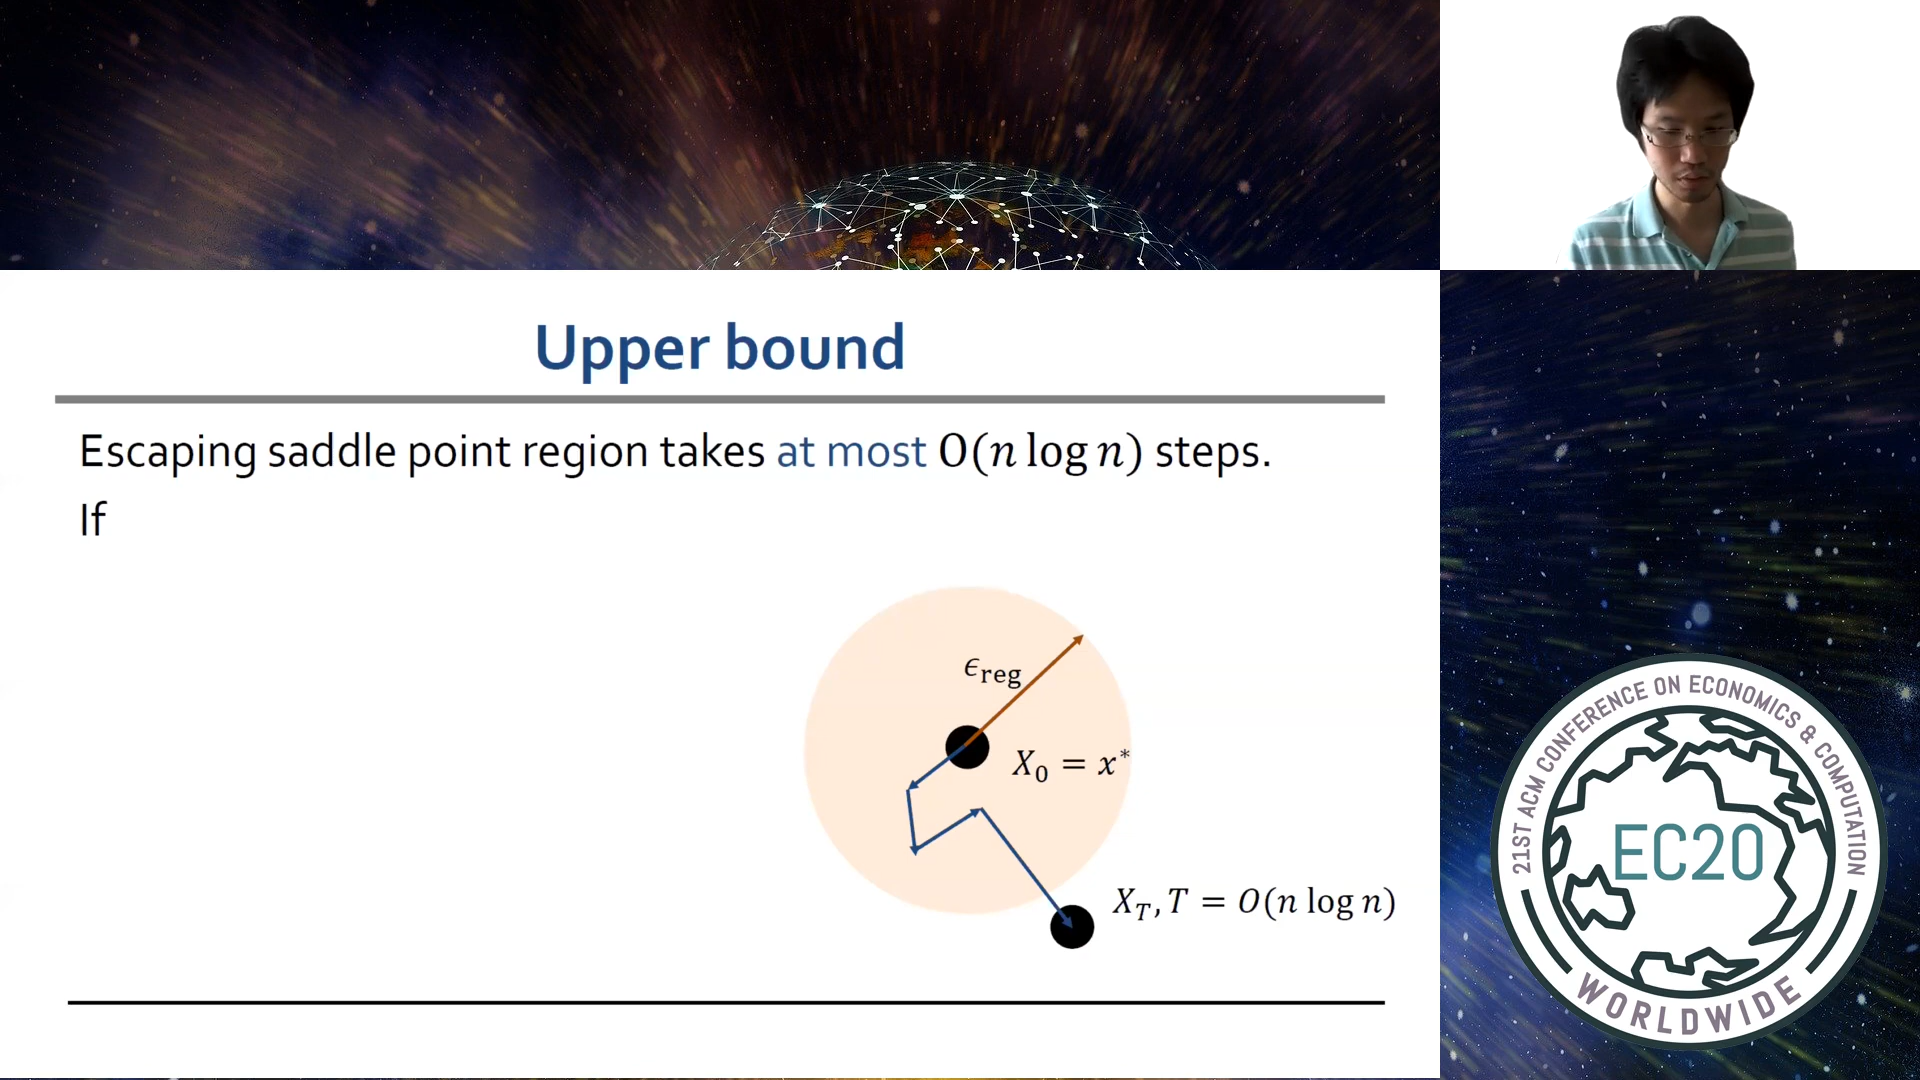 Upper bound
Escaping saddle point region takes at most O(n log n) steps.
If
ϵ_reg
X_0 = x^*
X_T, T = O(n log n)
21ST ACM CONFERENCE ON ECONOMICS & COMPUTATION
EC20
WORLDWIDE